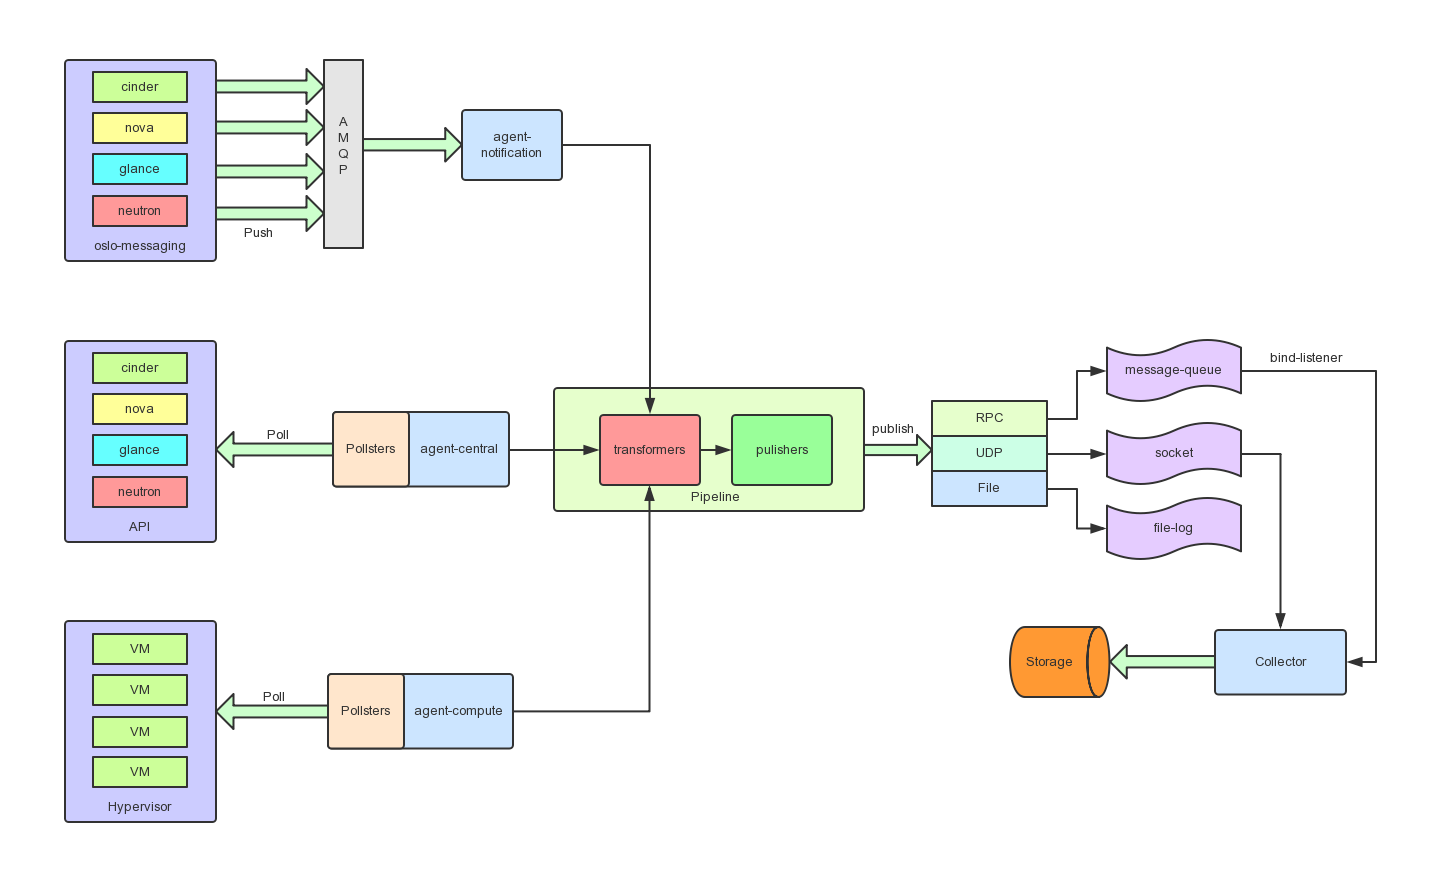 cinder
nova
glance
neutron
oslo-messaging
Push
A
M
Q
P
agent-
notification
cinder
nova
glance
neutron
API
Poll
Pollsters
agent-central
transformers
pulishers
Pipeline
publish
RPC
UDP
File
message-queue
socket
file-log
bind-listener
VM
VM
VM
VM
Hypervisor
Poll
Pollsters
agent-compute
Storage
Collector